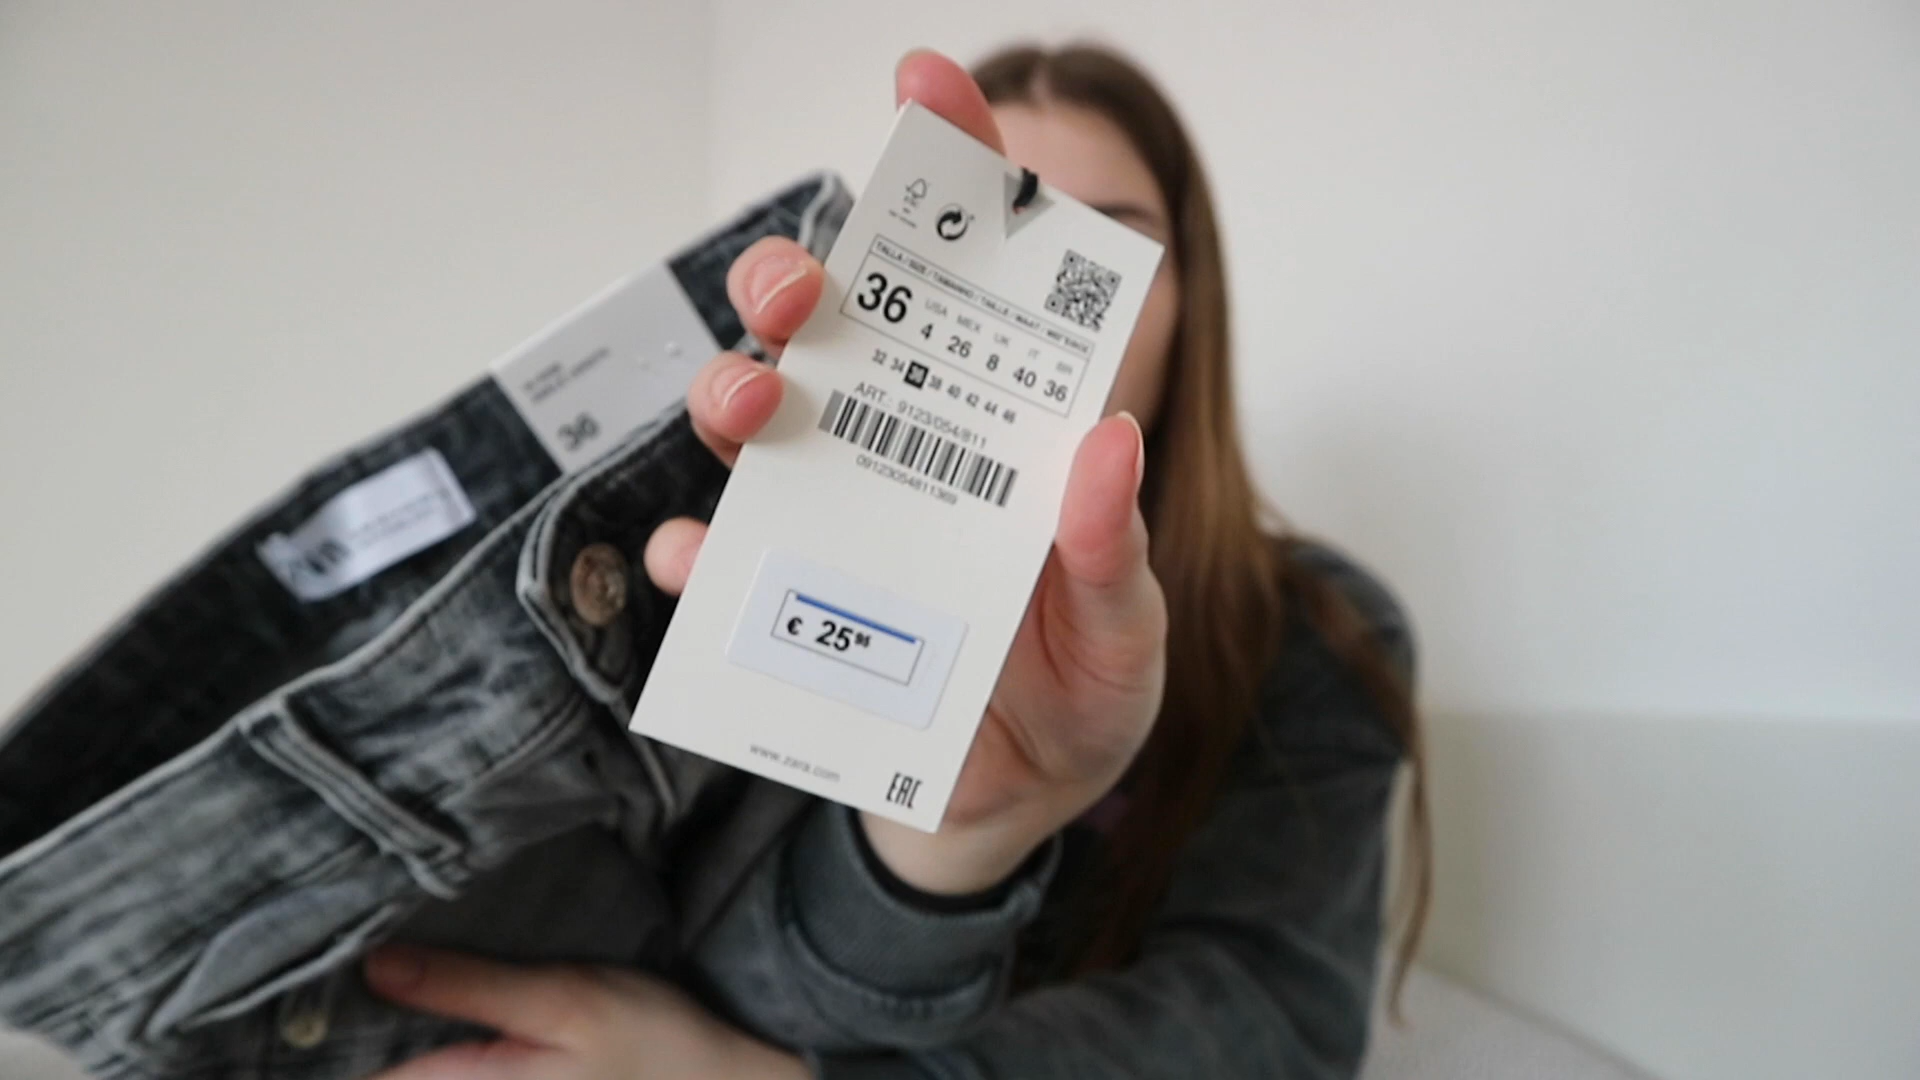 TALLA / SIZE / TAMANHO / TAILLE / MAAT /
36
USA MEX UK IT BR
4 26 8 40 36
32 34 36 38 40 42 44 46
ART.: 9123/054/811
09123054811369
€ 25 95
www.zara.com
EAC
36